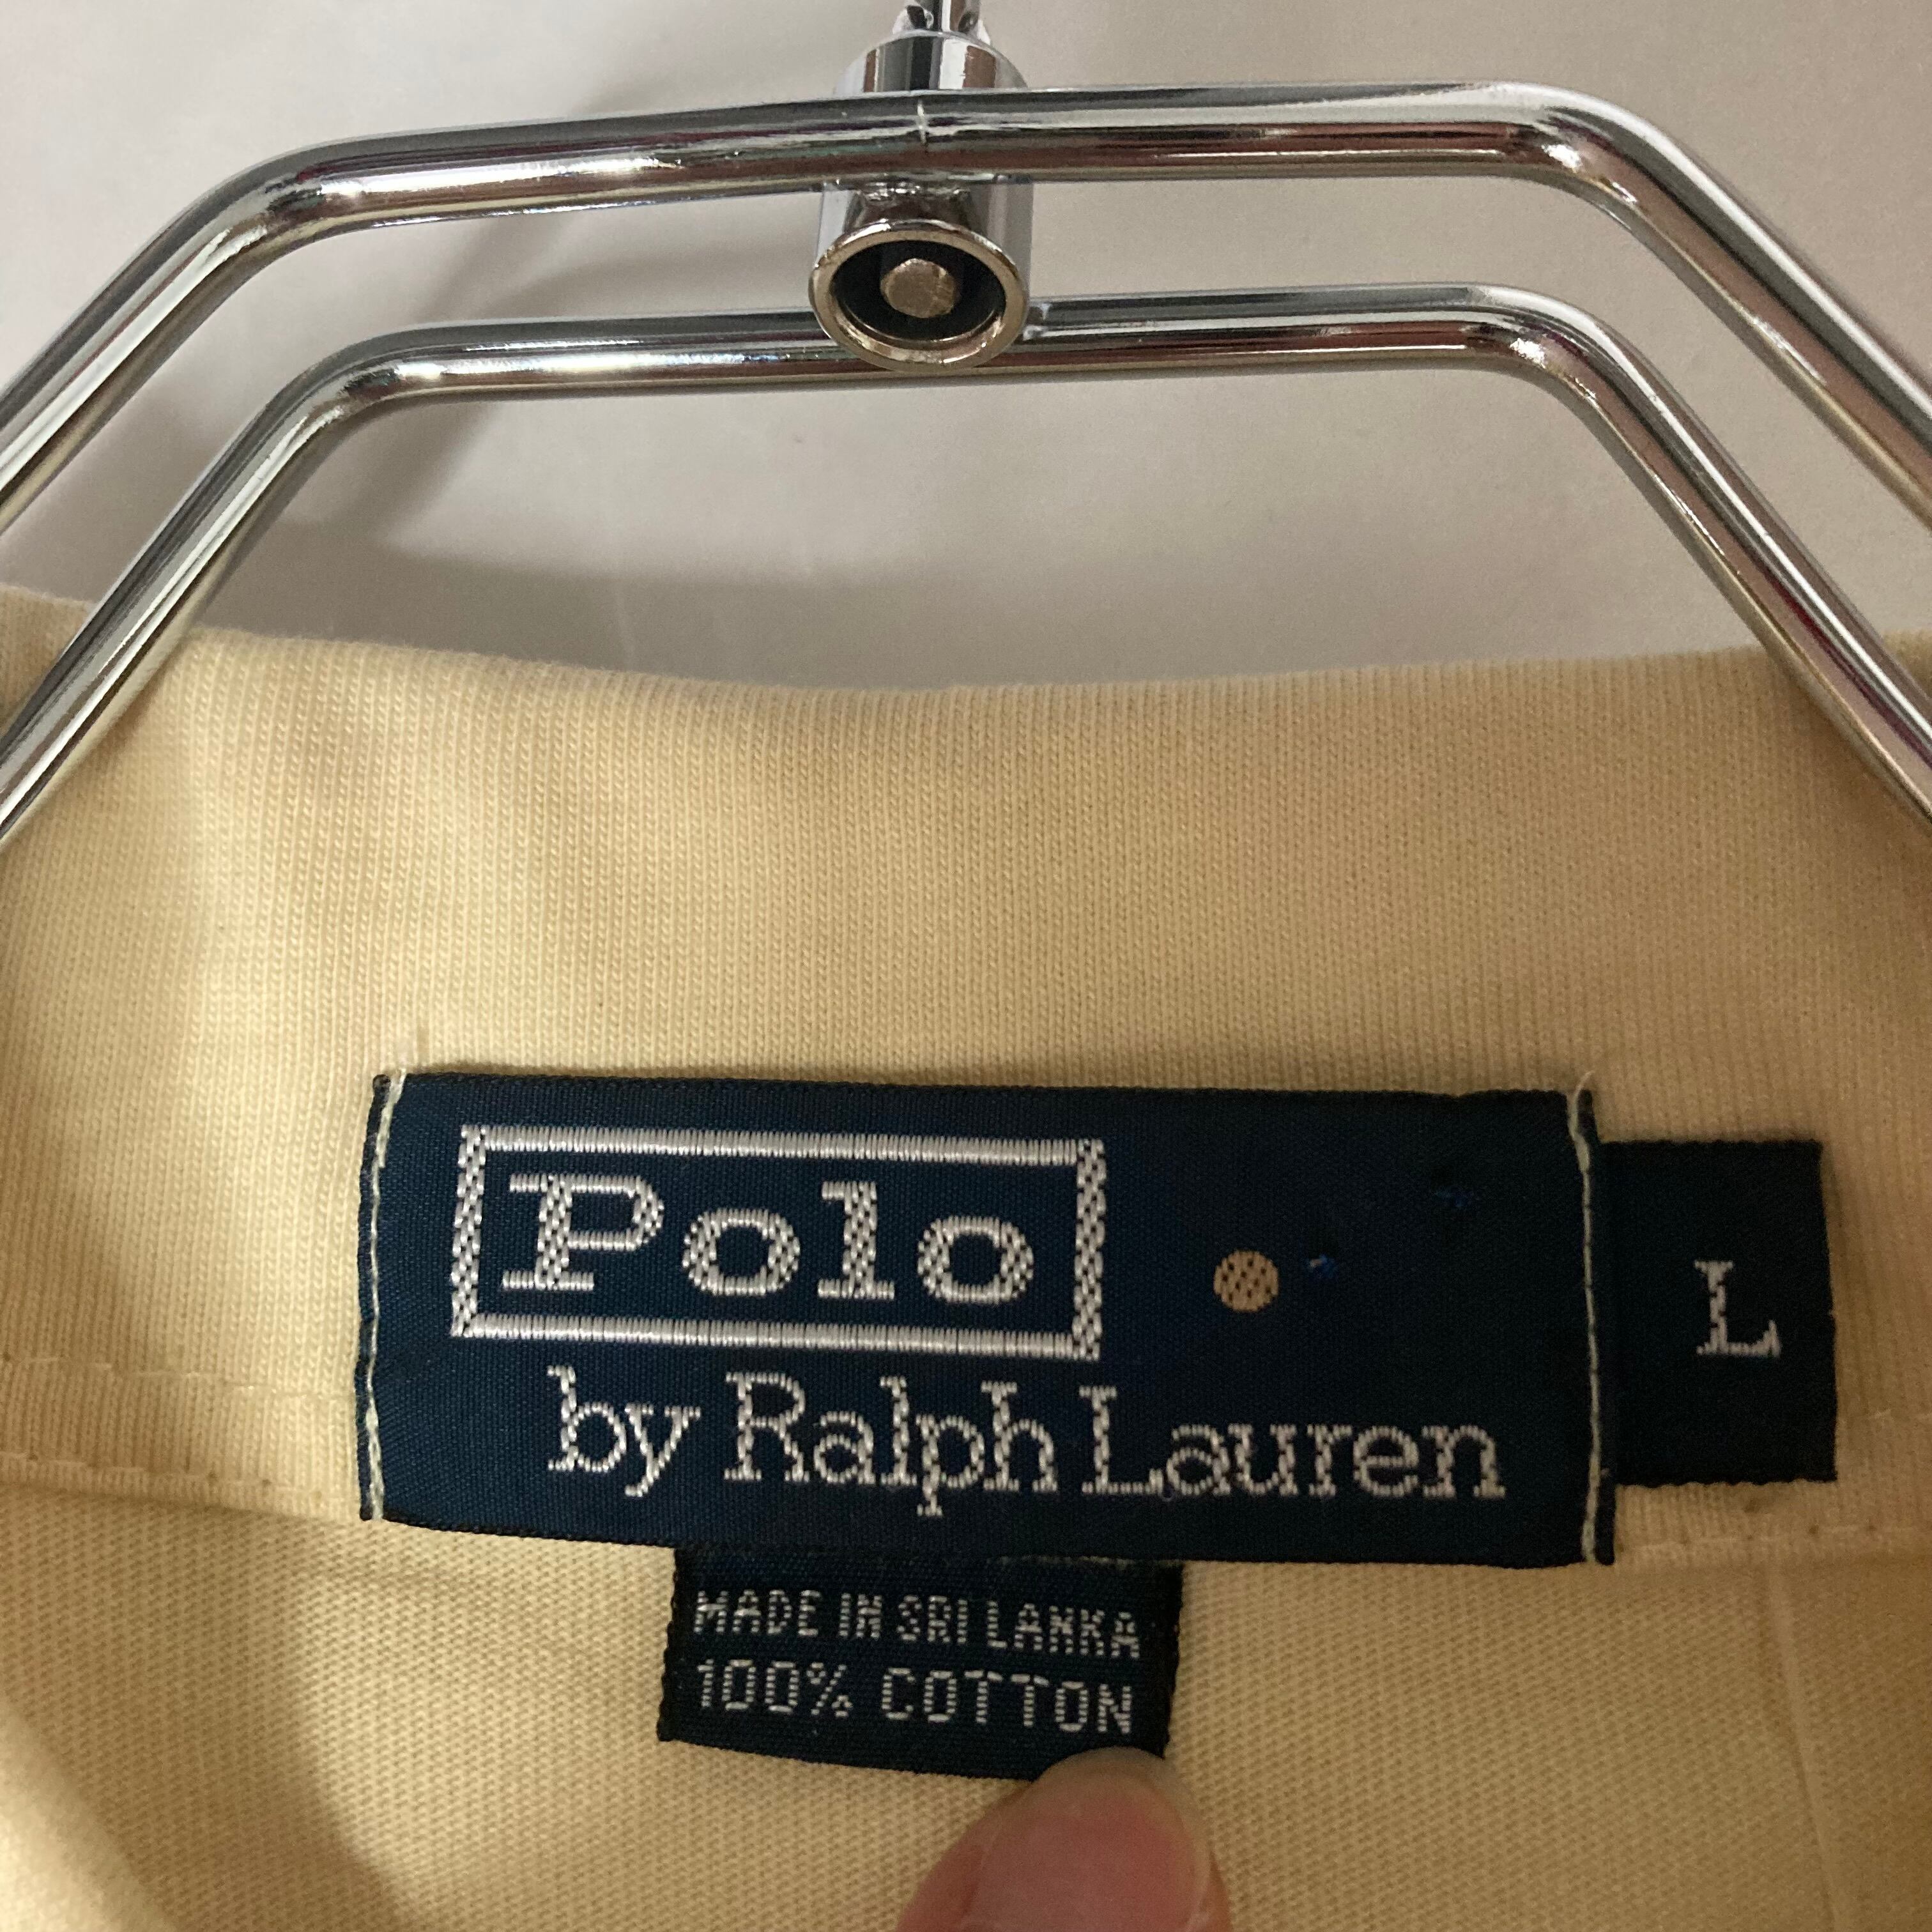 Polo
by Ralph Lauren
L
MADE IN SRI LANKA
100% COTTON